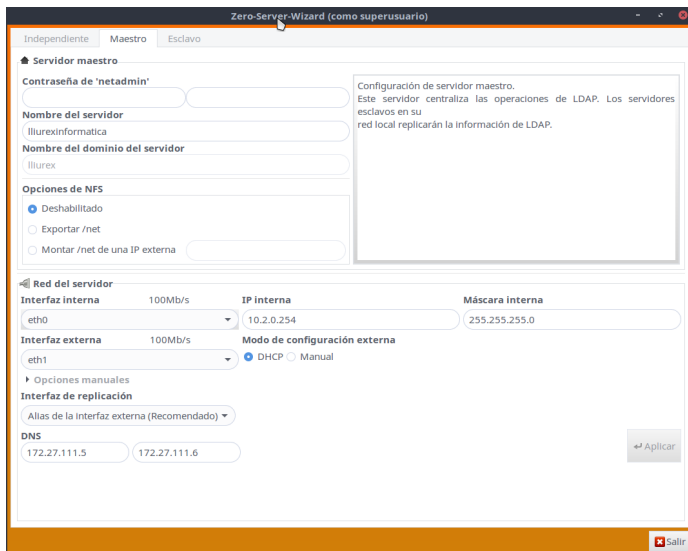 Zero-Server-Wizard (como superusuario)
Independiente Maestro Esclavo
Servidor maestro
Contraseña de 'netadmin'
Nombre del servidor
lliurexinformatica
Nombre del dominio del servidor
lliurex
Opciones de NFS
Deshabilitado
Exportar /net
Montar /net de una IP externa
Configuración de servidor maestro.
Este servidor centraliza las operaciones de LDAP. Los servidores
esclavos en su
red local replicarán la información de LDAP.
Red del servidor
Interfaz interna 100Mb/s IP interna Máscara interna
eth0 10.2.0.254 255.255.255.0
Interfaz externa 100Mb/s Modo de configuración externa
eth1 DHCP Manual
Opciones manuales
Interfaz de replicación
Alias de la interfaz externa (Recomendado)
DNS
172.27.111.5 172.27.111.6
Aplicar
Salir